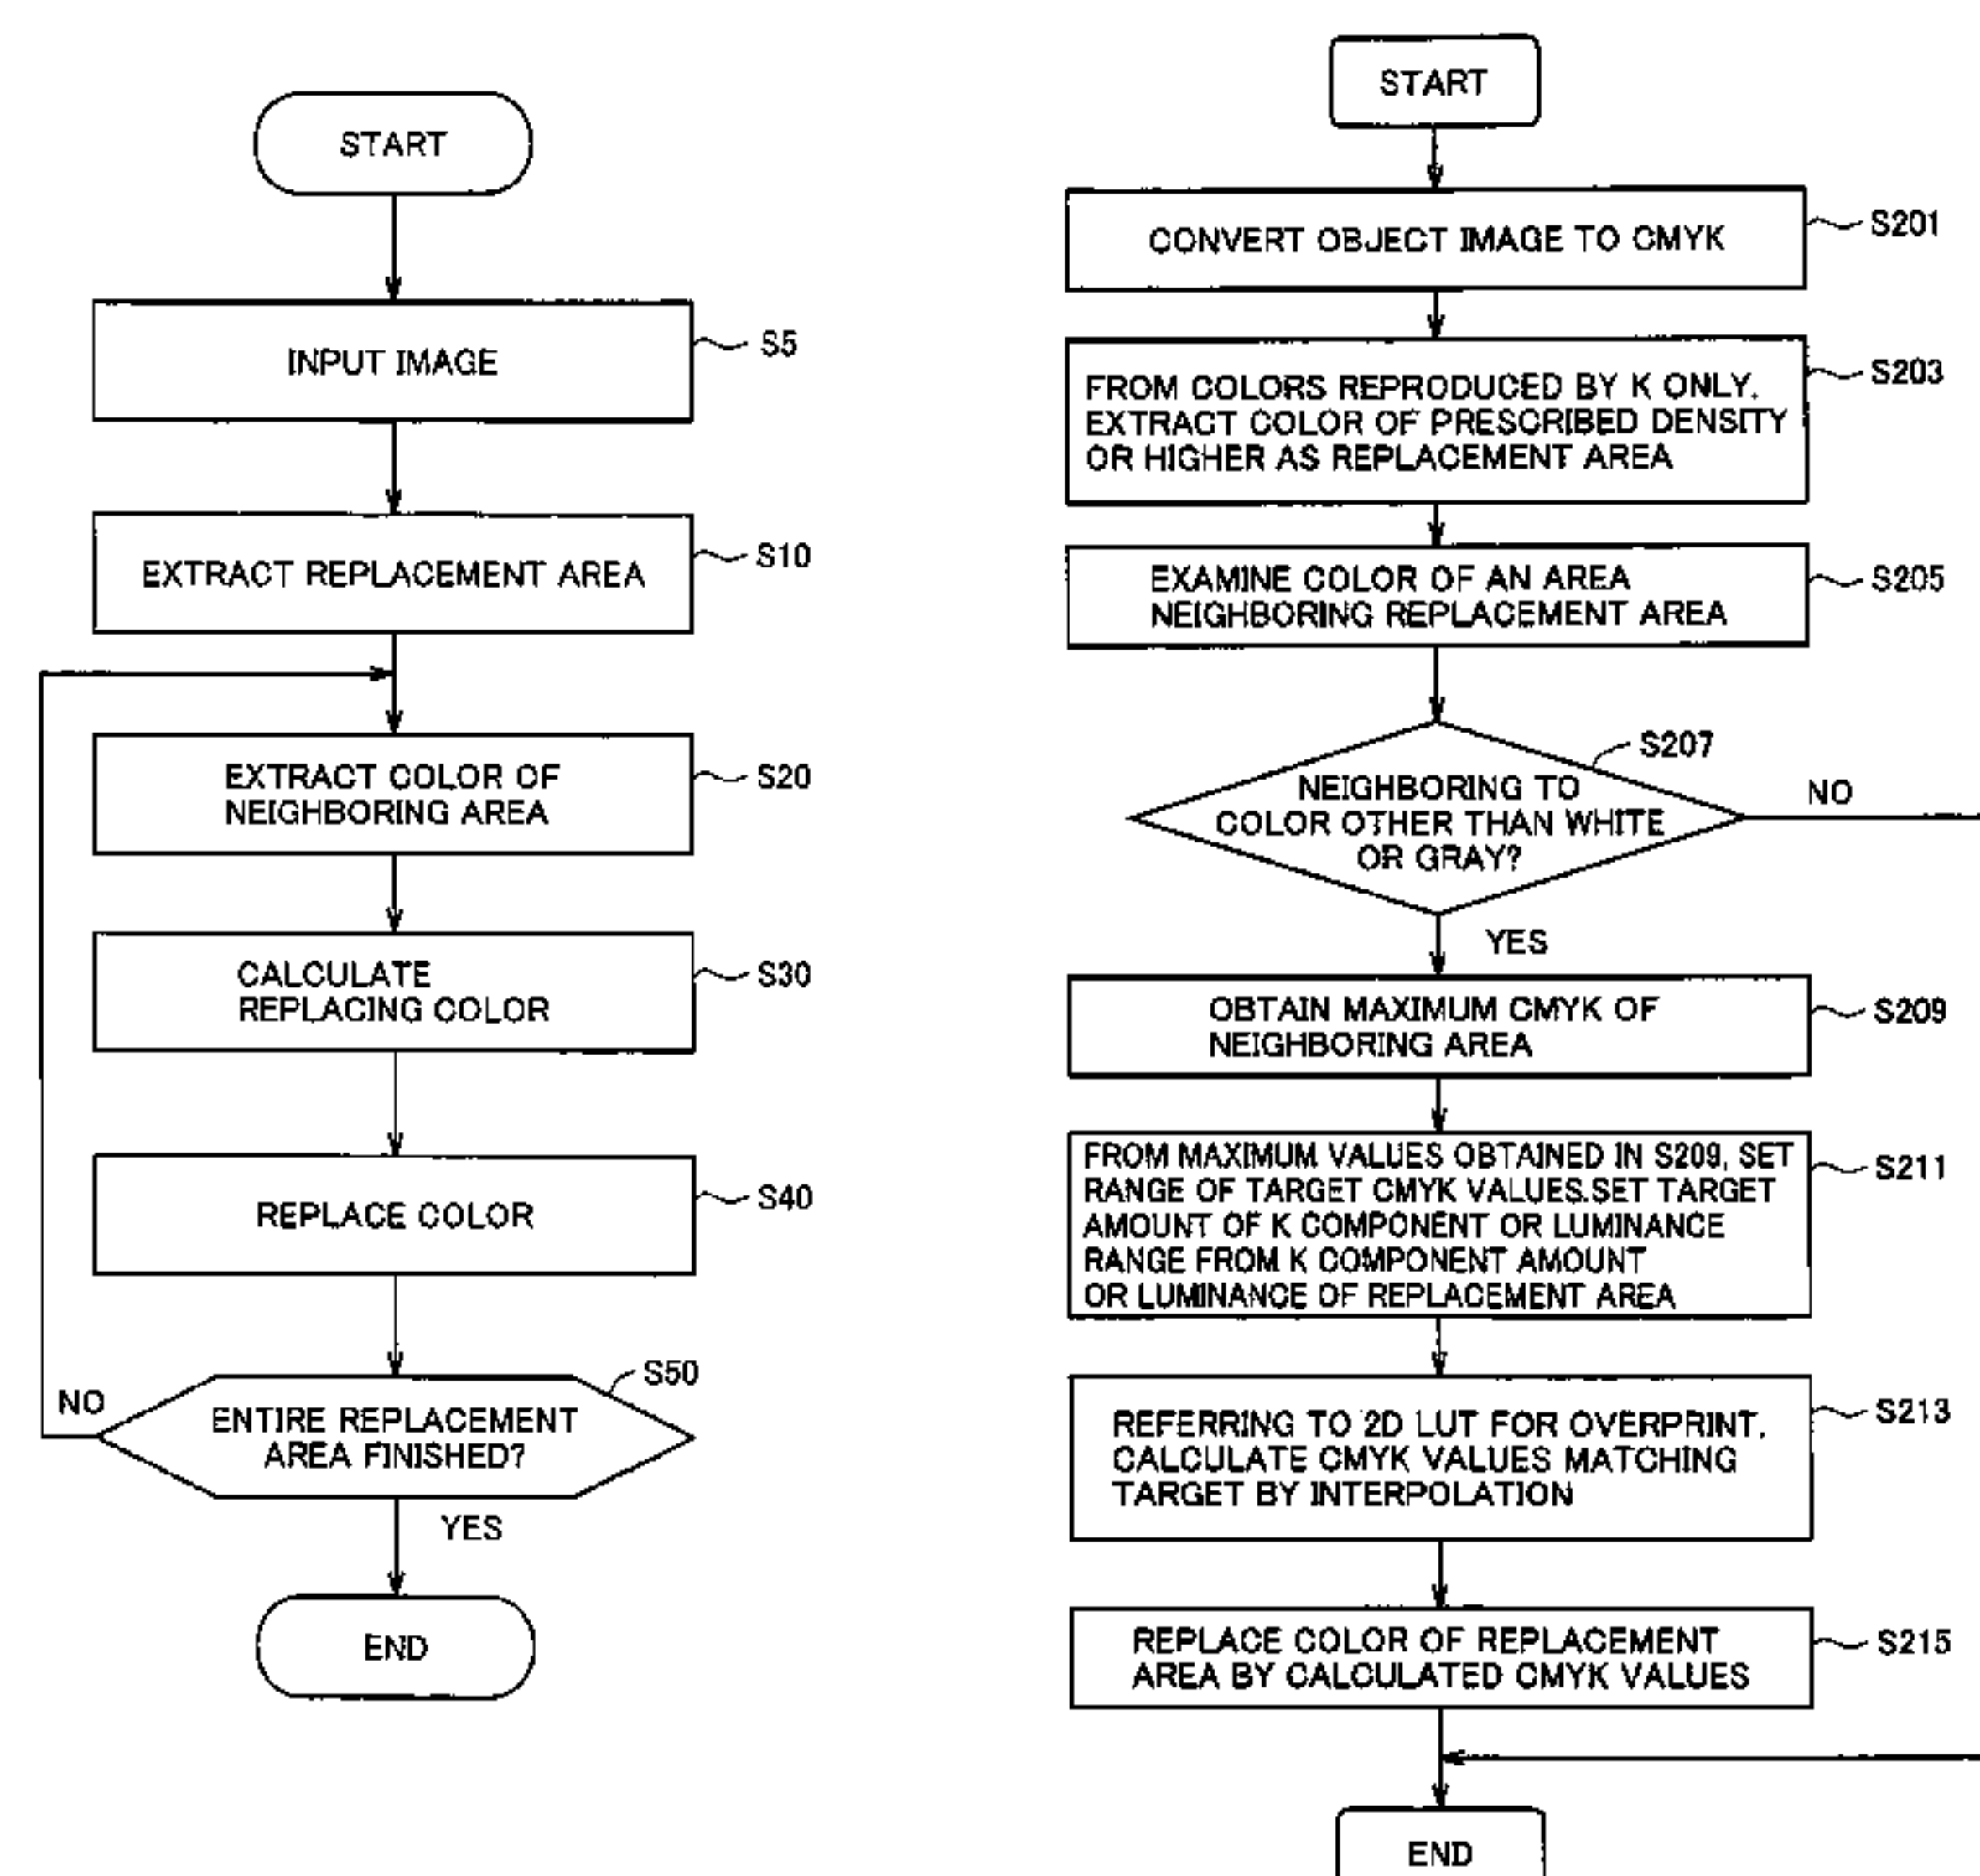 START
INPUT IMAGE
S5
EXTRACT REPLACEMENT AREA
S10
EXTRACT COLOR OF
NEIGHBORING AREA
S20
CALCULATE
REPLACING COLOR
S30
REPLACE COLOR
S40
ENTIRE REPLACEMENT
AREA FINISHED?
S50
NO
YES
END
START
CONVERT OBJECT IMAGE TO CMYK
S201
FROM COLORS REPRODUCED BY K ONLY,
EXTRACT COLOR OF PRESCRIBED DENSITY
OR HIGHER AS REPLACEMENT AREA
S203
EXAMINE COLOR OF AN AREA
NEIGHBORING REPLACEMENT AREA
S205
NEIGHBORING TO
COLOR OTHER THAN WHITE
OR GRAY?
S207
NO
YES
OBTAIN MAXIMUM CMYK OF
NEIGHBORING AREA
S209
FROM MAXIMUM VALUES OBTAINED IN S209, SET
RANGE OF TARGET CMYK VALUES.SET TARGET
AMOUNT OF K COMPONENT OR LUMINANCE
RANGE FROM K COMPONENT AMOUNT
OR LUMINANCE OF REPLACEMENT AREA
S211
REFERRING TO 2D LUT FOR OVERPRINT,
CALCULATE CMYK VALUES MATCHING
TARGET BY INTERPOLATION
S213
REPLACE COLOR OF REPLACEMENT
AREA BY CALCULATED CMYK VALUES
S215
END